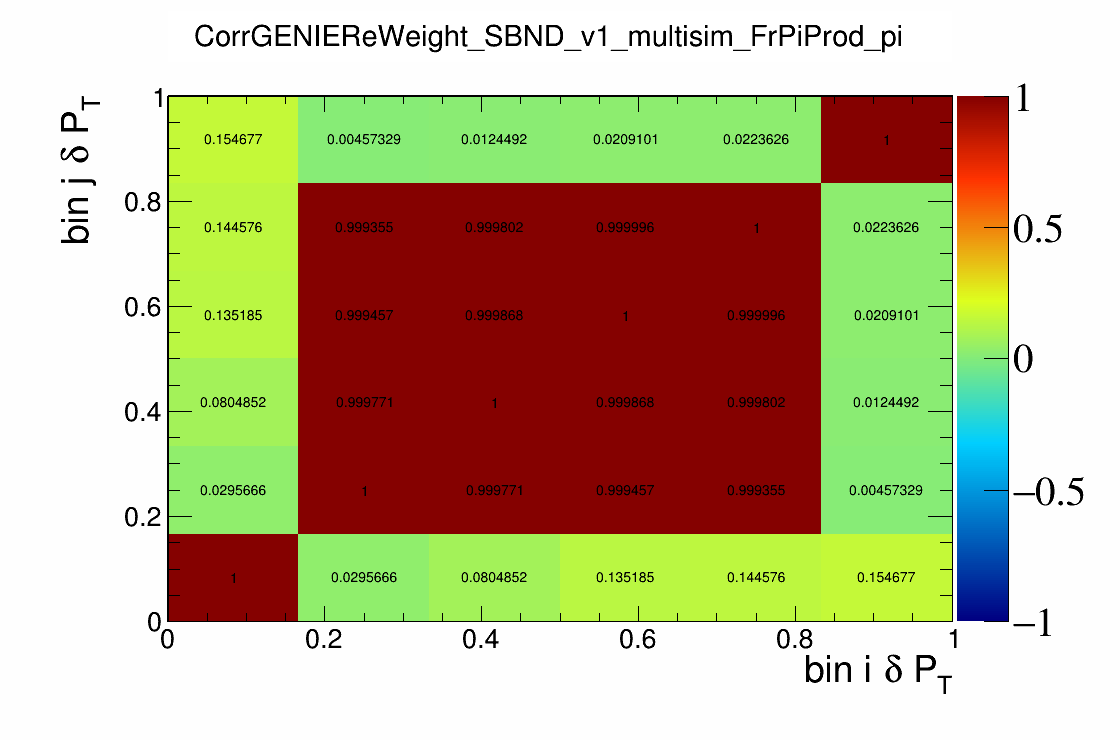 CorrGENIEReWeight_SBND_v1_multisim_FrPiProd_pi
bin j δ P_T
1
0.8
0.6
0.4
0.2
0
0.154677 0.00457329 0.0124492 0.0209101 0.0223626 1
0.144576 0.999355 0.999802 0.999996 1 0.0223626
0.135185 0.999457 0.999868 1 0.999996 0.0209101
0.0804852 0.999771 1 0.999868 0.999802 0.0124492
0.0295666 1 0.999771 0.999457 0.999355 0.00457329
1 0.0295666 0.0804852 0.135185 0.144576 0.154677
0 0.2 0.4 0.6 0.8 1
bin i δ P_T
1
0.5
0
−0.5
−1